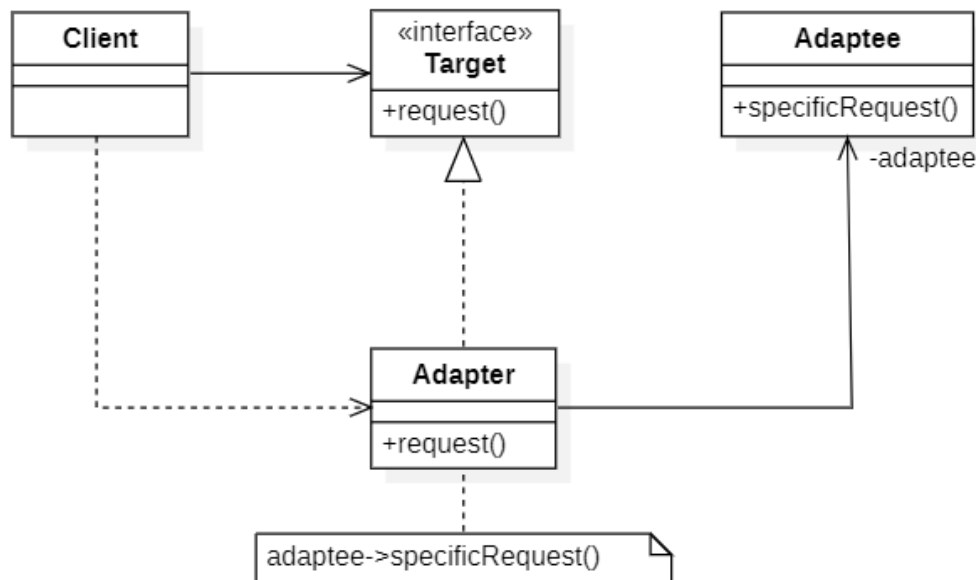 Client
«interface»
Target
+request()
Adaptee
+specificRequest()
-adaptee
Adapter
+request()
adaptee->specificRequest()